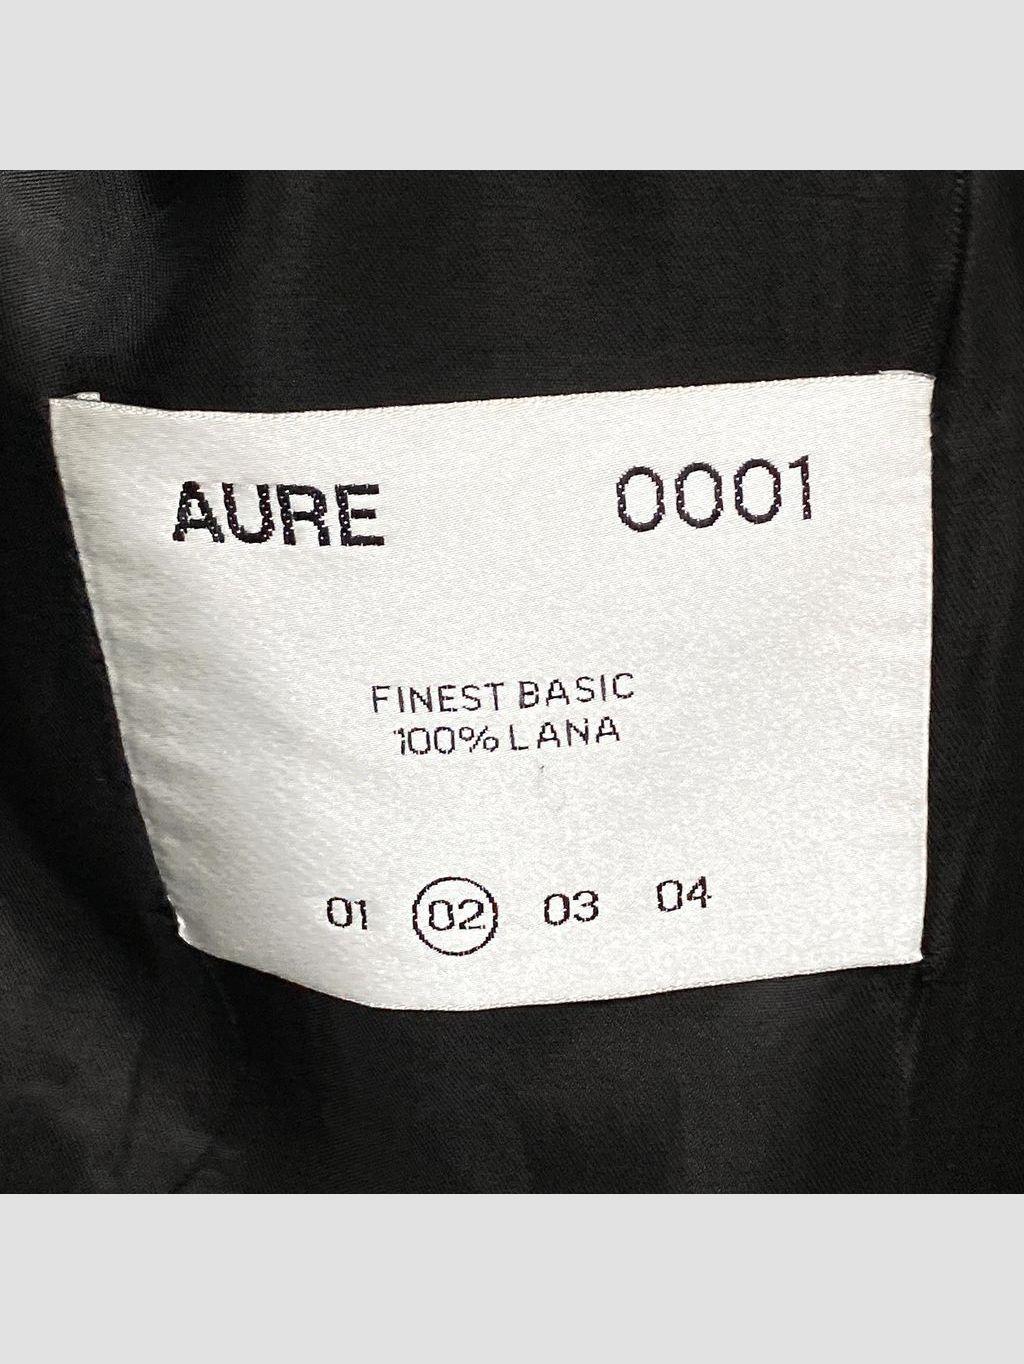 AURE 0001
FINEST BASIC
100% LANA
01 02 03 04